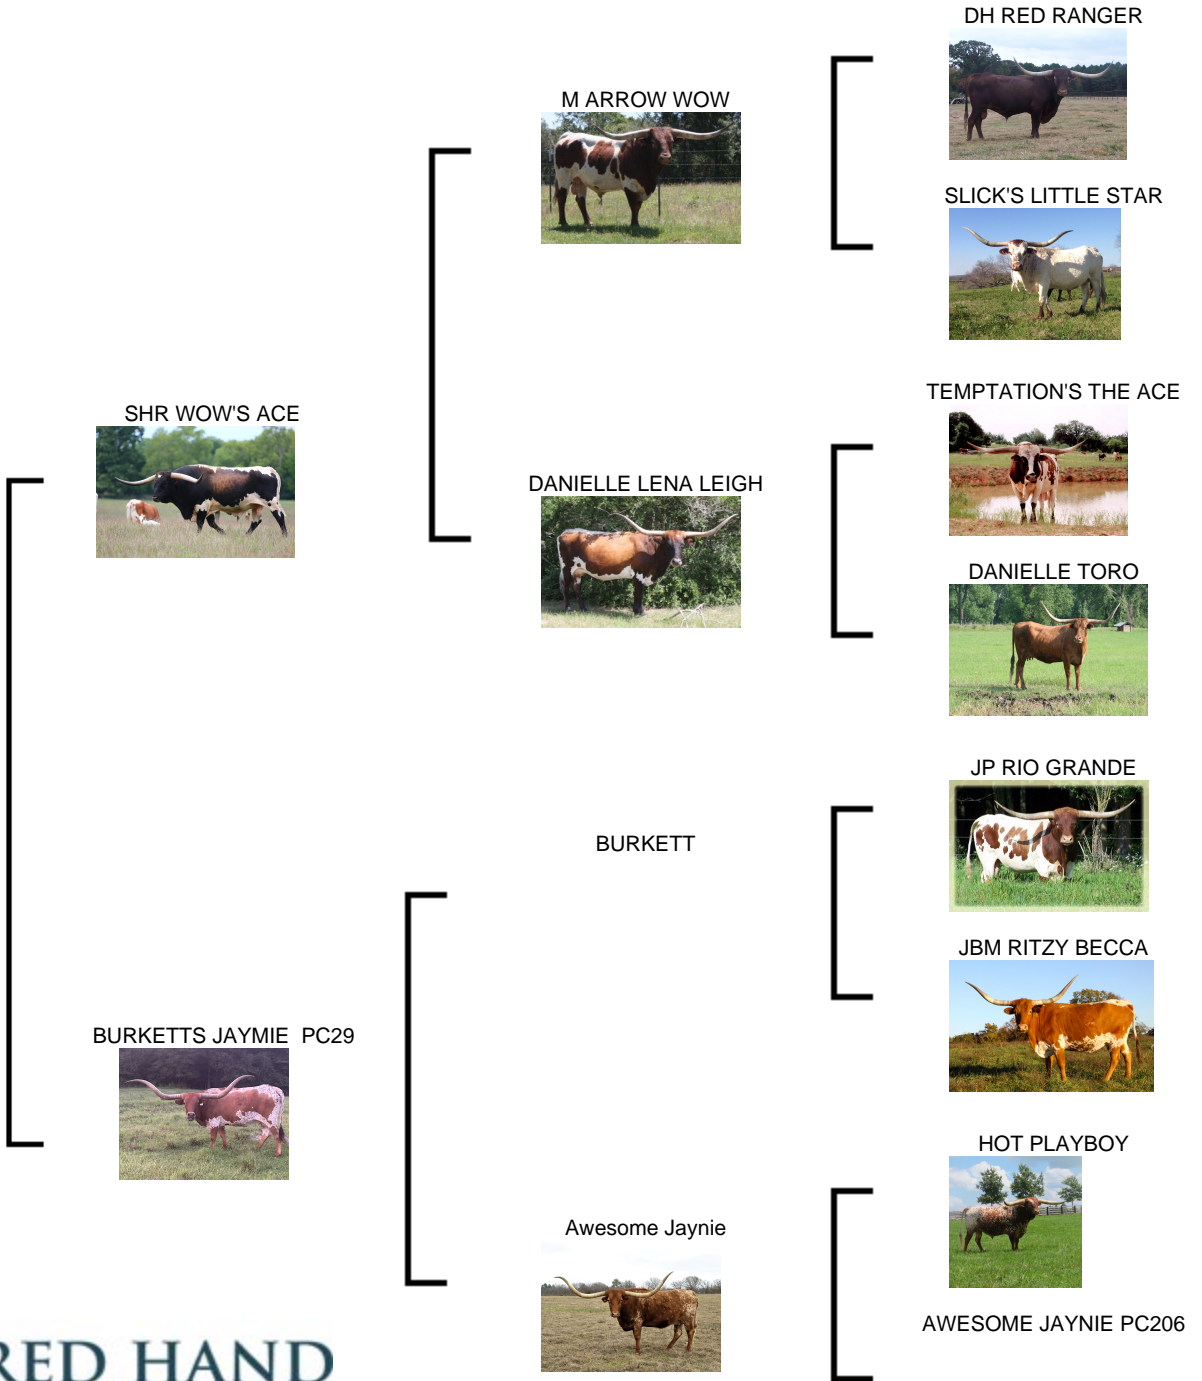 DH RED RANGER
M ARROW WOW
SLICK'S LITTLE STAR
TEMPTATION'S THE ACE
SHR WOW'S ACE
DANIELLE LENA LEIGH
DANIELLE TORO
JP RIO GRANDE
BURKETT
JBM RITZY BECCA
BURKETTS JAYMIE  PC29
HOT PLAYBOY
Awesome Jaynie
AWESOME JAYNIE PC206
RED HAND